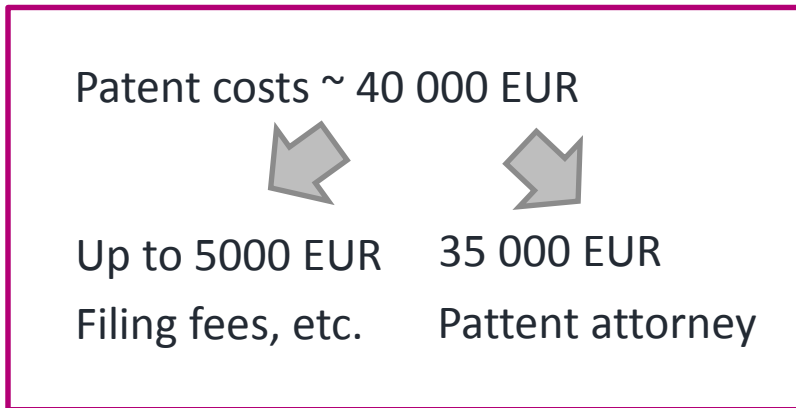 Patent costs ~ 40 000 EUR
Up to 5000 EUR
Filing fees, etc.
35 000 EUR
Pattent attorney